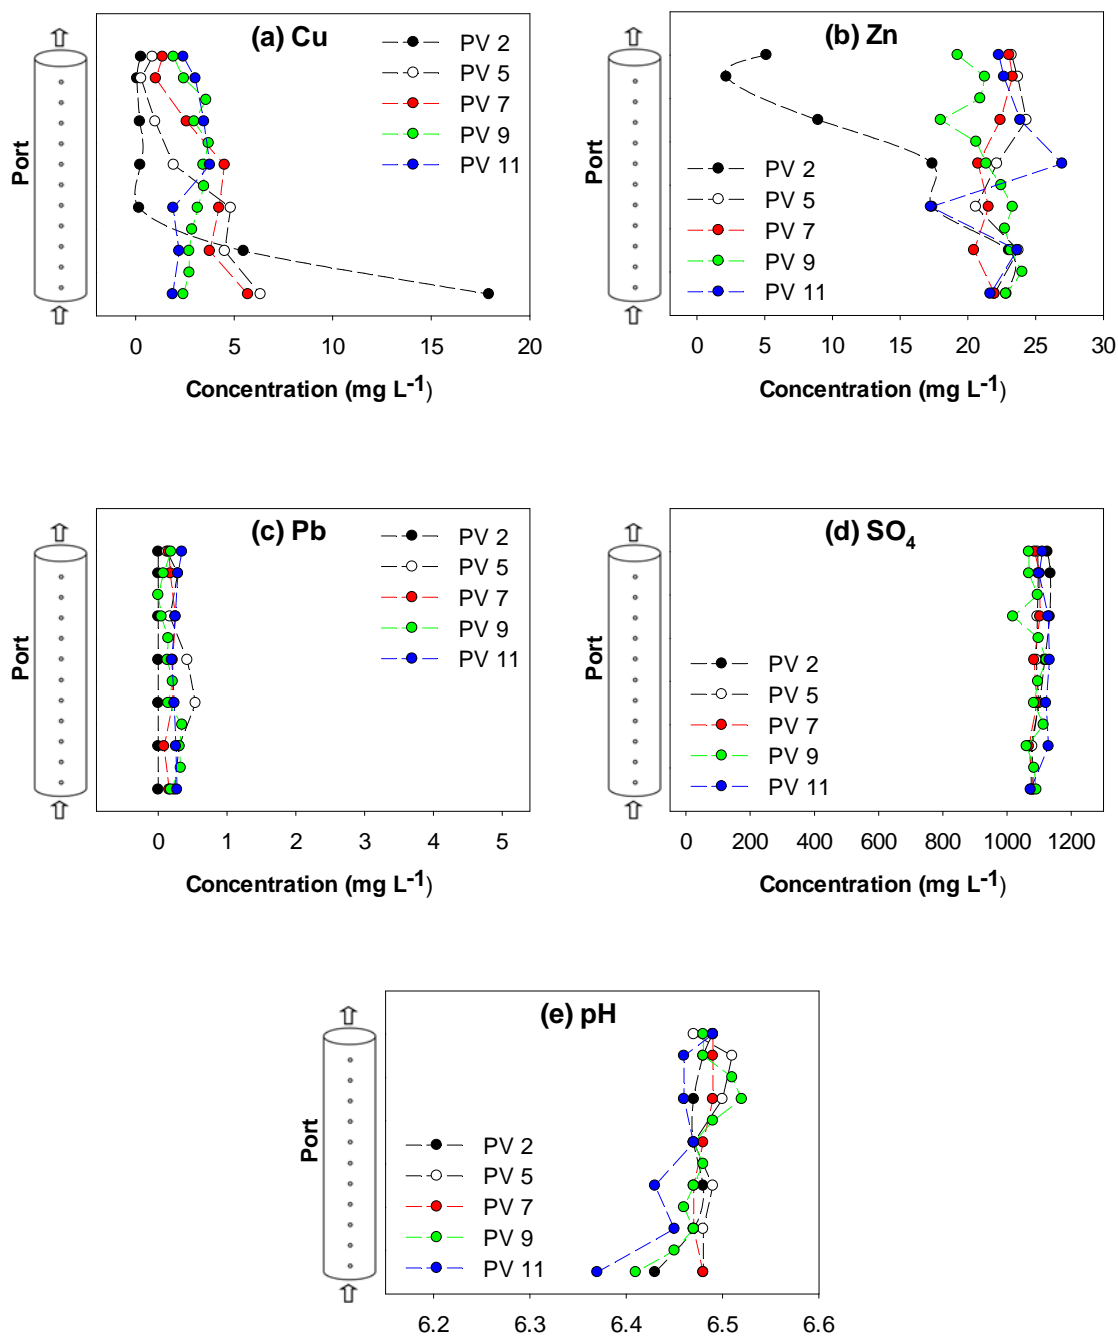 (a) Cu
PV 2
PV 5
PV 7
PV 9
PV 11
Port
0 5 10 15 20
Concentration (mg L-1)
(b) Zn
PV 2
PV 5
PV 7
PV 9
PV 11
Port
0 5 10 15 20 25 30
Concentration (mg L-1)
(c) Pb
PV 2
PV 5
PV 7
PV 9
PV 11
Port
0 1 2 3 4 5
Concentration (mg L-1)
(d) SO4
PV 2
PV 5
PV 7
PV 9
PV 11
Port
0 200 400 600 800 1000 1200
Concentration (mg L-1)
(e) pH
PV 2
PV 5
PV 7
PV 9
PV 11
Port
6.2 6.3 6.4 6.5 6.6